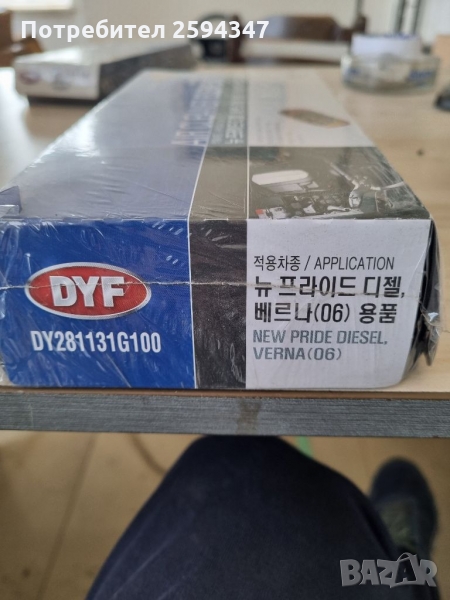 Потребител 2594347
DYF
DY281131G100
적용차종 / APPLICATION
뉴 프라이드 디젤,
베르나(06) 용품
NEW PRIDE DIESEL,
VERNA(06)
BAZAR